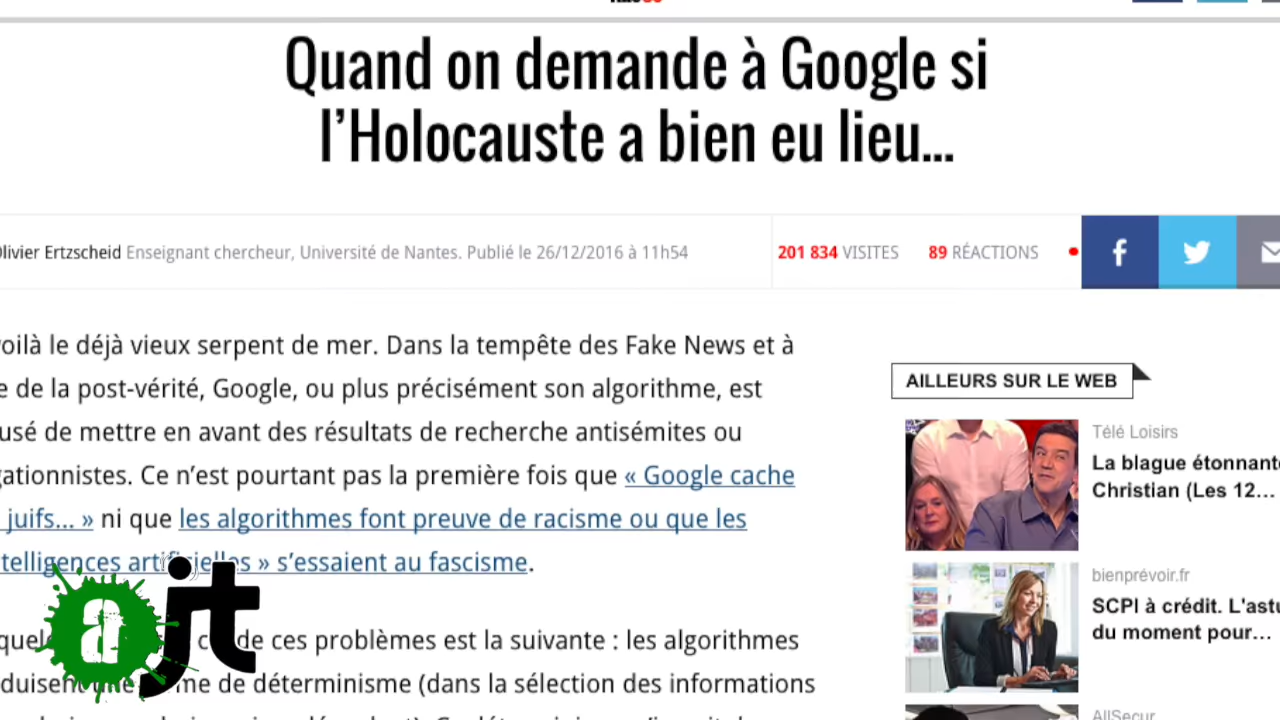 Quand on demande à Google si
l’Holocauste a bien eu lieu...
Olivier Ertzscheid Enseignant chercheur, Université de Nantes. Publié le 26/12/2016 à 11h54
201 834 VISITES 89 RÉACTIONS
oilà le déjà vieux serpent de mer. Dans la tempête des Fake News et à
e de la post-vérité, Google, ou plus précisément son algorithme, est
usé de mettre en avant des résultats de recherche antisémites ou
gationnistes. Ce n’est pourtant pas la première fois que « Google cache
juifs... » ni que les algorithmes font preuve de racisme ou que les
telligences artificielles » s’essaient au fascisme.
de ces problèmes est la suivante : les algorithmes
duisent me de déterminisme (dans la sélection des informations
AILLEURS SUR LE WEB
Télé Loisirs
La blague étonnante
Christian (Les 12...
bienprévoir.fr
SCPI à crédit. L'astu
du moment pour...
AllSecur
a jt